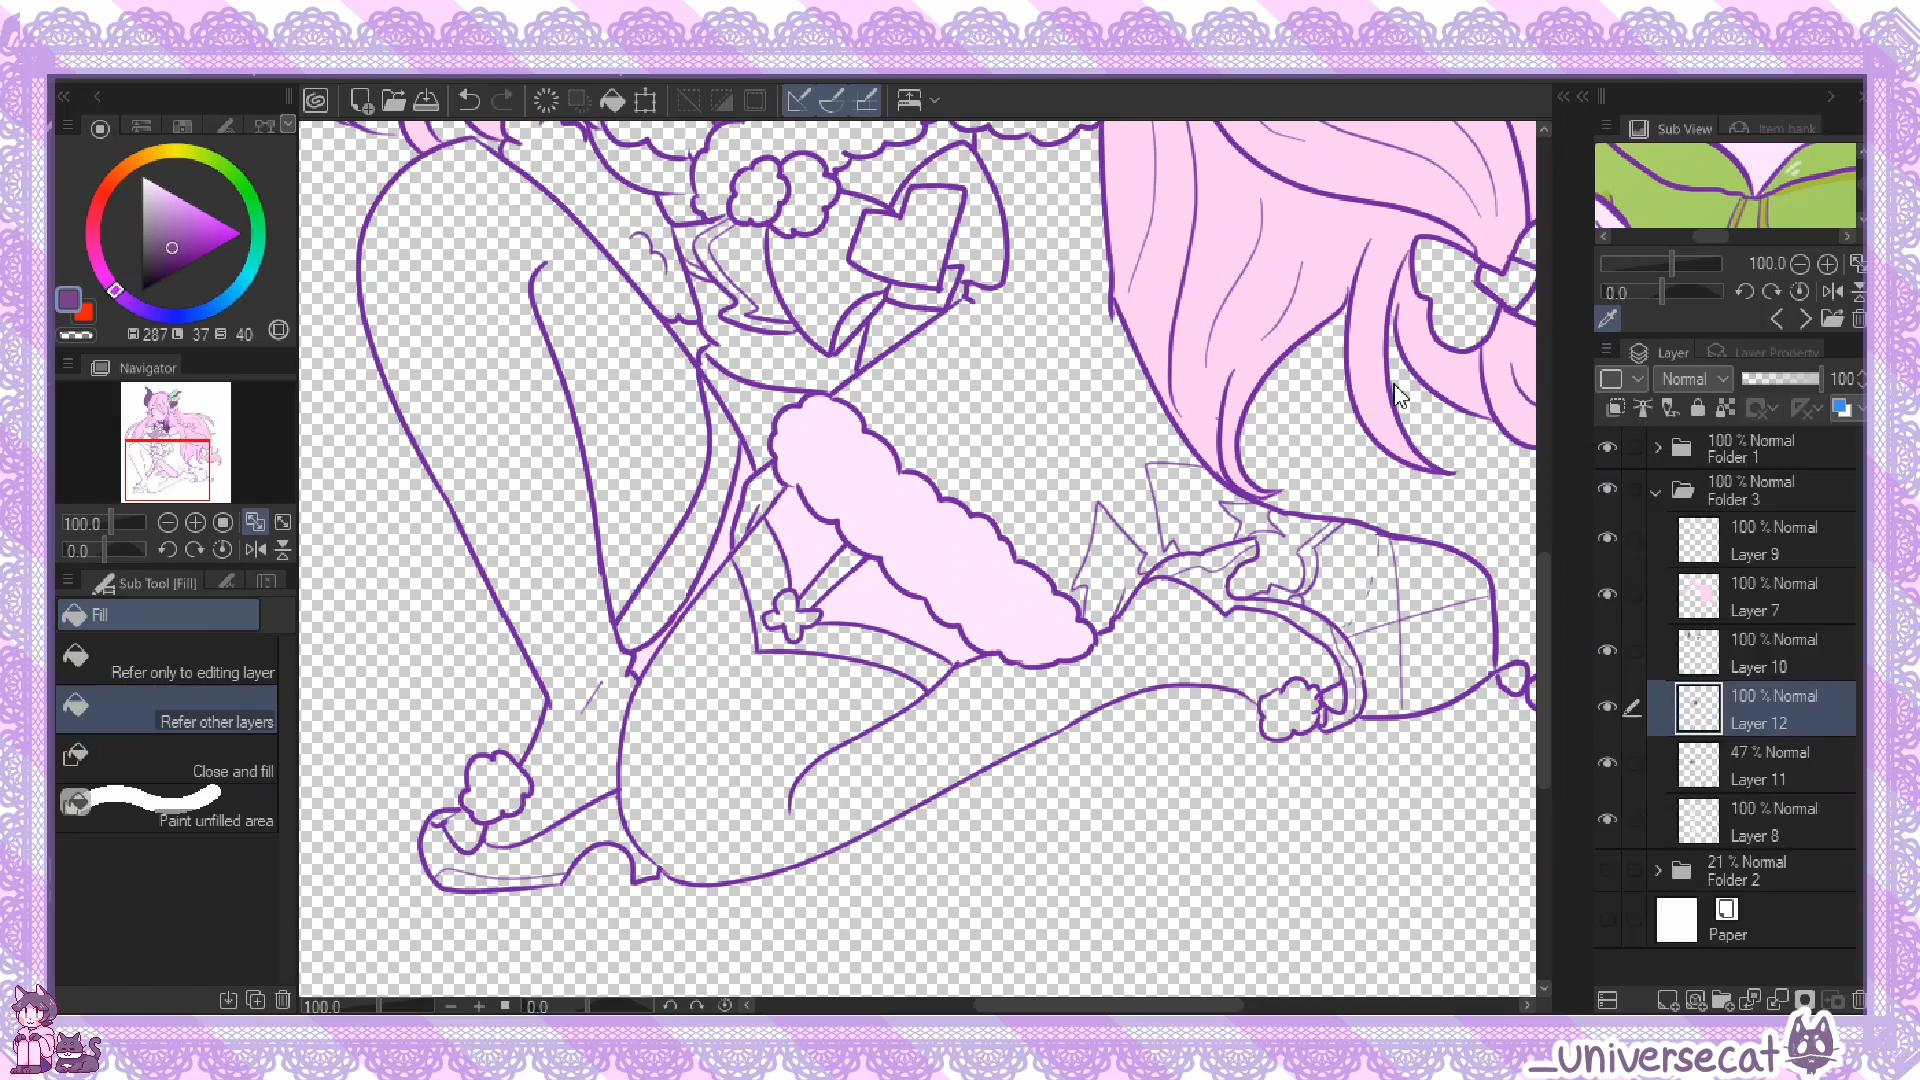 Sub View
Item bank
287 37 40
100.0
0.0
Navigator
Layer
Layer Property
Normal
100
100 % Normal
Folder 1
100 % Normal
Folder 3
100.0
0.0
100 % Normal
Layer 9
Sub Tool [Fill]
100 % Normal
Layer 7
Fill
100 % Normal
Layer 10
Refer only to editing layer
100 % Normal
Layer 12
Refer other layers
47 % Normal
Layer 11
Close and fill
100 % Normal
Layer 8
Paint unfilled area
21 % Normal
Folder 2
Paper
100.0
0.0
_universecat